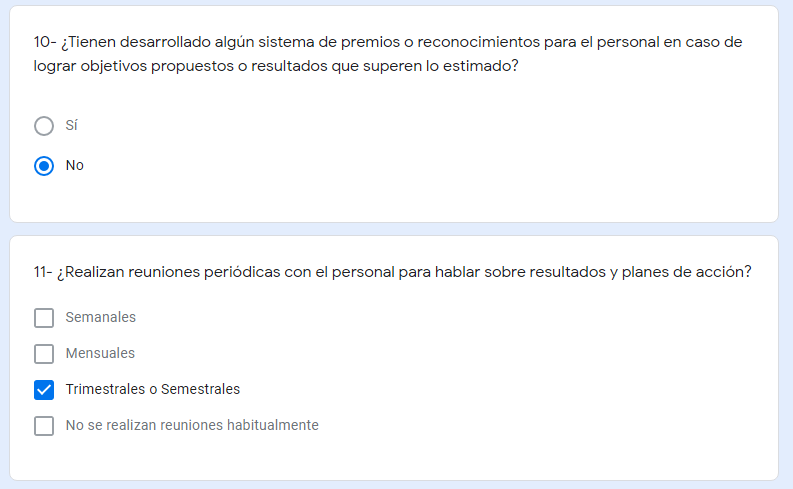 10- ¿Tienen desarrollado algún sistema de premios o reconocimientos para el personal en caso de
lograr objetivos propuestos o resultados que superen lo estimado?
Sí
No
11- ¿Realizan reuniones periódicas con el personal para hablar sobre resultados y planes de acción?
Semanales
Mensuales
Trimestrales o Semestrales
No se realizan reuniones habitualmente